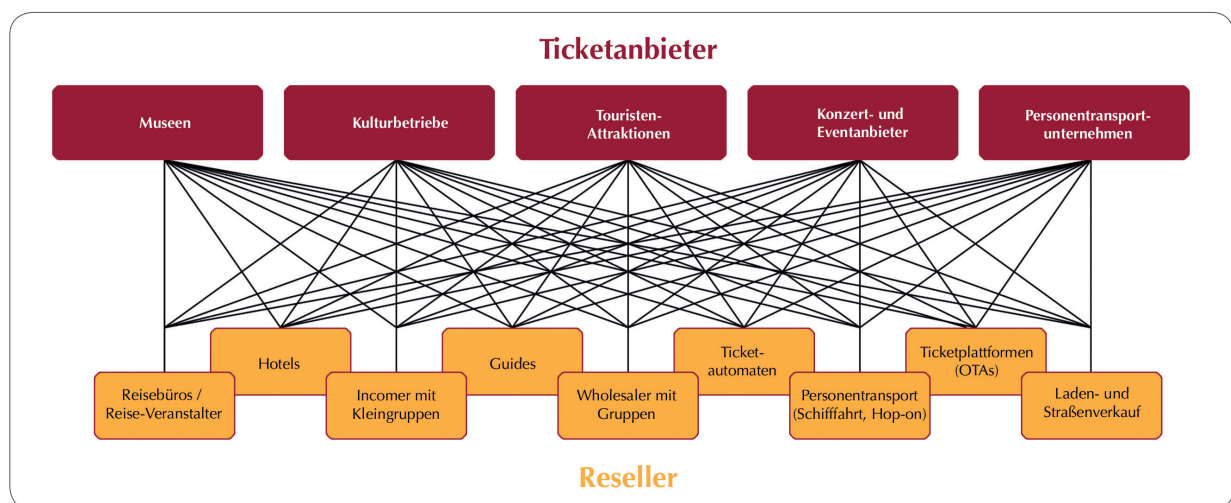 Ticketanbieter
Museen
Kulturbetriebe
Touristen-
Attraktionen
Konzert- und
Eventanbieter
Personentransport-
unternehmen
Hotels
Guides
Ticket-
automaten
Ticketplattformen
(OTAs)
Reisebüros /
Reise-Veranstalter
Incomer mit
Kleingruppen
Wholesaler mit
Gruppen
Personentransport
(Schifffahrt, Hop-on)
Laden- und
Straßenverkauf
Reseller